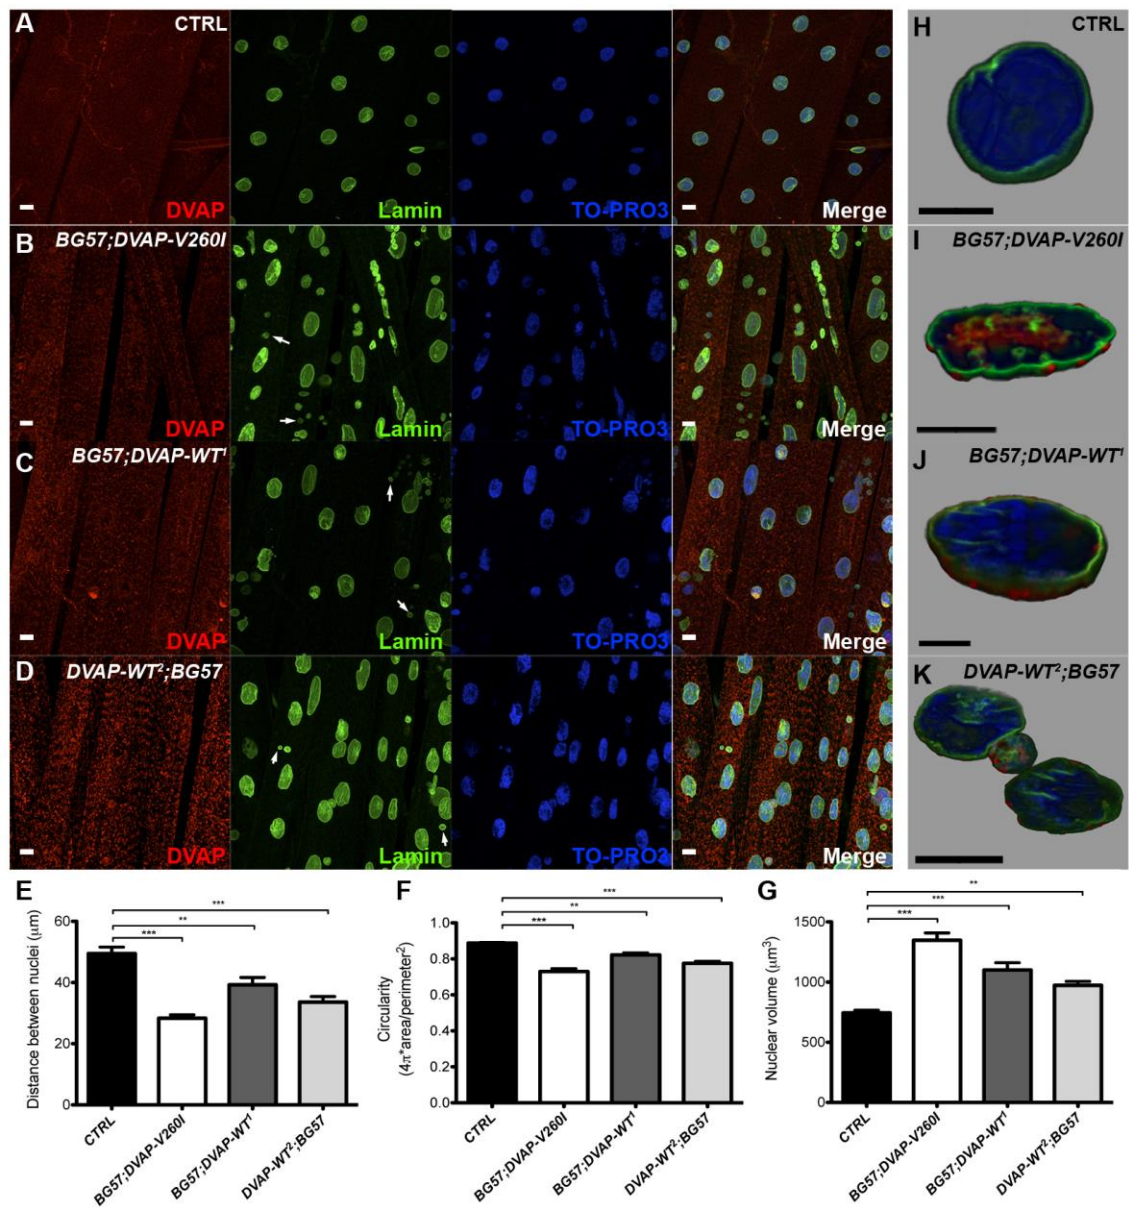 A CTRL
DVAP Lamin TO-PRO3 Merge
B BG57;DVAP-V260I
DVAP Lamin TO-PRO3 Merge
C BG57;DVAP-WT¹
DVAP Lamin TO-PRO3 Merge
D DVAP-WT²;BG57
DVAP Lamin TO-PRO3 Merge
H CTRL
I BG57;DVAP-V260I
J BG57;DVAP-WT¹
K DVAP-WT²;BG57
E
Distance between nuclei (μm)
60
40
20
0
***
**
***
CTRL
BG57;DVAP-V260I
BG57;DVAP-WT¹
DVAP-WT²;BG57
F
Circularity
(4π*area/perimeter²)
1.0
0.8
0.6
0.4
0.2
0.0
***
**
***
CTRL
BG57;DVAP-V260I
BG57;DVAP-WT¹
DVAP-WT²;BG57
G
Nuclear volume (μm³)
1500
1000
500
0
**
***
***
CTRL
BG57;DVAP-V260I
BG57;DVAP-WT¹
DVAP-WT²;BG57